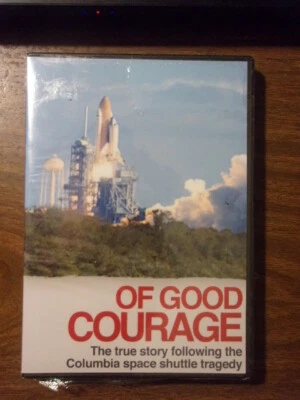 OF GOOD
COURAGE
The true story following the
Columbia space shuttle tragedy